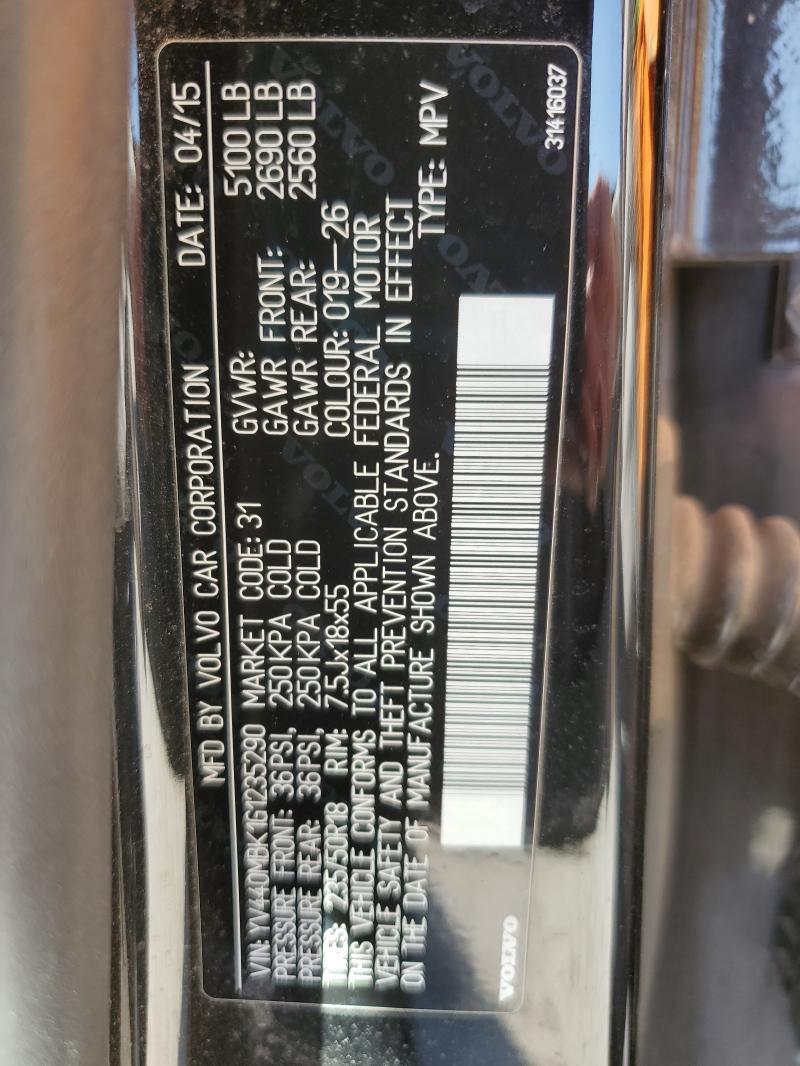 MFD BY VOLVO CAR CORPORATION DATE: 04/15
VIN: YV440MBK1G1235290 MARKET CODE: 31 GVWR: 5100 LB
PRESSURE FRONT: 36PSI, 250KPA COLD GAWR FRONT: 2690 LB
PRESSURE REAR: 36PSI, 250KPA COLD GAWR REAR: 2560 LB
TIRES: 235/50R18 RIM: 7.5Jx18x55 COLOUR: 019-26
THIS VEHICLE CONFORMS TO ALL APPLICABLE FEDERAL MOTOR
VEHICLE SAFETY AND THEFT PREVENTION STANDARDS IN EFFECT
ON THE DATE OF MANUFACTURE SHOWN ABOVE. TYPE: MPV
VOLVO 31416037